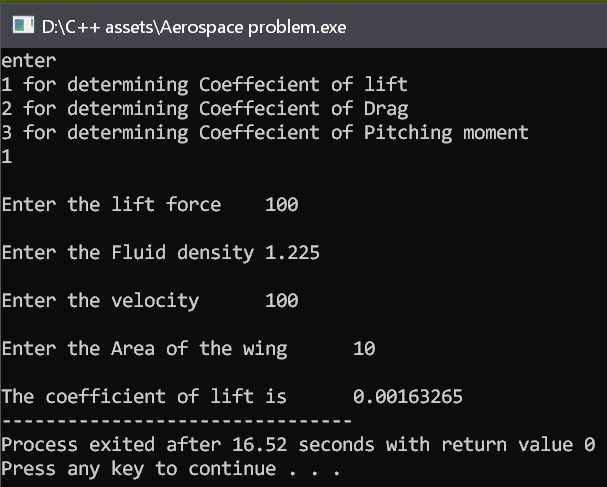 D:\C++ assets\Aerospace problem.exe
enter
1 for determining Coeffecient of lift
2 for determining Coeffecient of Drag
3 for determining Coeffecient of Pitching moment
1
Enter the lift force    100
Enter the Fluid density 1.225
Enter the velocity      100
Enter the Area of the wing      10
The coefficient of lift is      0.00163265
--------------------------------
Process exited after 16.52 seconds with return value 0
Press any key to continue . . .